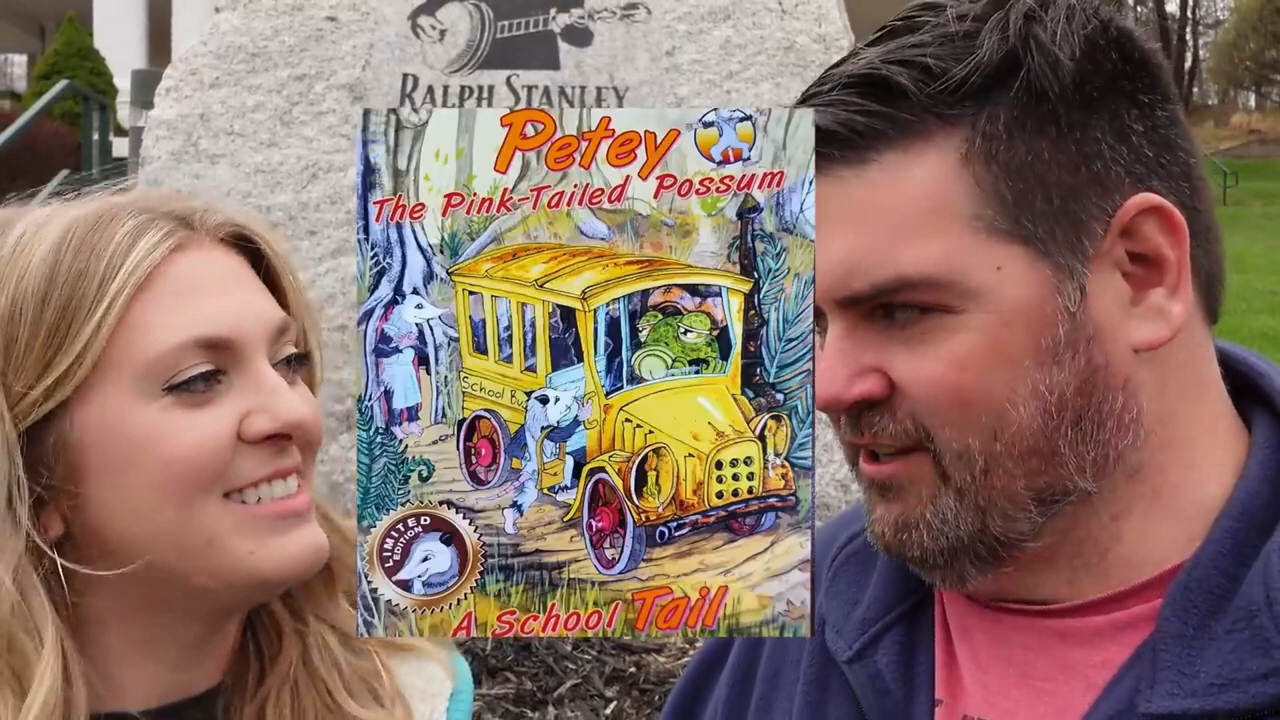 RALPH STANLEY
Petey
The Pink-Tailed Possum
School Bus
LIMITED
EDITION
A School Tail